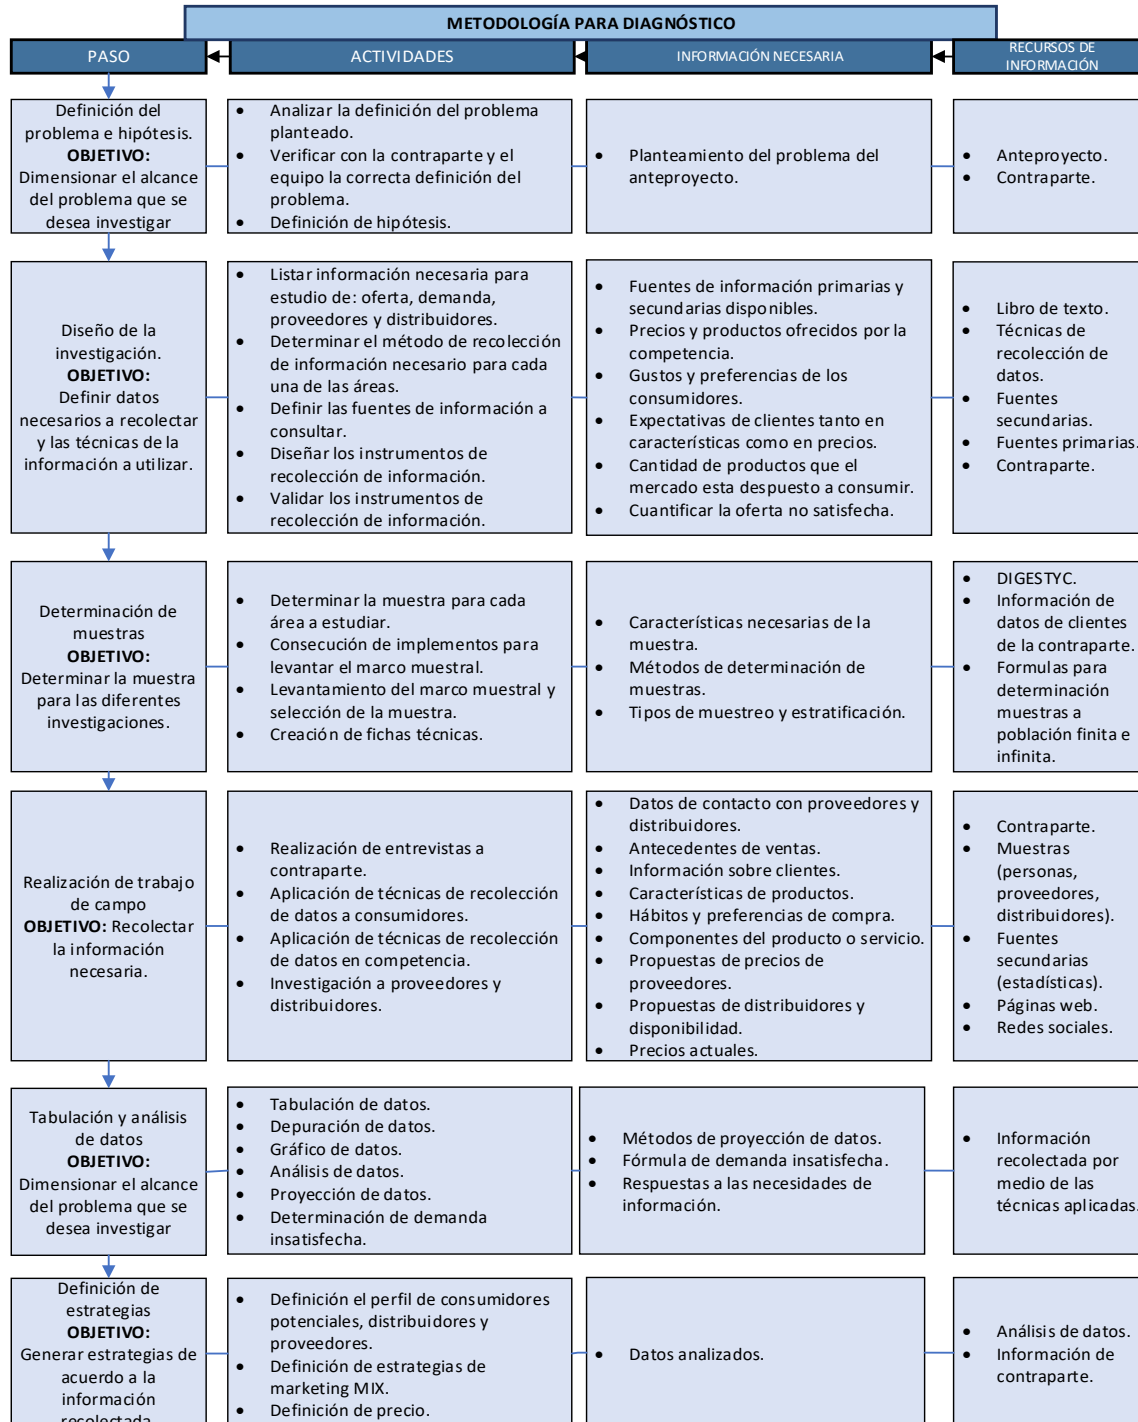 METODOLOGÍA PARA DIAGNÓSTICO
PASO
ACTIVIDADES
INFORMACIÓN NECESARIA
RECURSOS DE
INFORMACIÓN
Definición del
problema e hipótesis.
OBJETIVO:
Dimensionar el alcance
del problema que se
desea investigar
• Analizar la definición del problema
planteado.
• Verificar con la contraparte y el
equipo la correcta definición del
problema.
• Definición de hipótesis.
• Planteamiento del problema del
anteproyecto.
• Anteproyecto.
• Contraparte.
Diseño de la
investigación.
OBJETIVO:
Definir datos
necesarios a recolectar
y las técnicas de la
información a utilizar.
• Listar información necesaria para
estudio de: oferta, demanda,
proveedores y distribuidores.
• Determinar el método de recolección
de información necesario para cada
una de las áreas.
• Definir las fuentes de información a
consultar.
• Diseñar los instrumentos de
recolección de información.
• Validar los instrumentos de
recolección de información.
• Fuentes de información primarias y
secundarias disponibles.
• Precios y productos ofrecidos por la
competencia.
• Gustos y preferencias de los
consumidores.
• Expectativas de clientes tanto en
características como en precios.
• Cantidad de productos que el
mercado esta despuesto a consumir.
• Cuantificar la oferta no satisfecha.
• Libro de texto.
• Técnicas de
recolección de
datos.
• Fuentes
secundarias.
• Fuentes primarias.
• Contraparte.
Determinación de
muestras
OBJETIVO:
Determinar la muestra
para las diferentes
investigaciones.
• Determinar la muestra para cada
área a estudiar.
• Consecución de implementos para
levantar el marco muestral.
• Levantamiento del marco muestral y
selección de la muestra.
• Creación de fichas técnicas.
• Características necesarias de la
muestra.
• Métodos de determinación de
muestras.
• Tipos de muestreo y estratificación.
• DIGESTYC.
• Información de
datos de clientes
de la contraparte.
• Formulas para
determinación
muestras a
población finita e
infinita.
Realización de trabajo
de campo
OBJETIVO: Recolectar
la información
necesaria.
• Realización de entrevistas a
contraparte.
• Aplicación de técnicas de recolección
de datos a consumidores.
• Aplicación de técnicas de recolección
de datos en competencia.
• Investigación a proveedores y
distribuidores.
• Datos de contacto con proveedores y
distribuidores.
• Antecedentes de ventas.
• Información sobre clientes.
• Características de productos.
• Hábitos y preferencias de compra.
• Componentes del producto o servicio.
• Propuestas de precios de
proveedores.
• Propuestas de distribuidores y
disponibilidad.
• Precios actuales.
• Contraparte.
• Muestras
(personas,
proveedores,
distribuidores).
• Fuentes
secundarias
(estadísticas).
• Páginas web.
• Redes sociales.
Tabulación y análisis
de datos
OBJETIVO:
Dimensionar el alcance
del problema que se
desea investigar
• Tabulación de datos.
• Depuración de datos.
• Gráfico de datos.
• Análisis de datos.
• Proyección de datos.
• Determinación de demanda
insatisfecha.
• Métodos de proyección de datos.
• Fórmula de demanda insatisfecha.
• Respuestas a las necesidades de
información.
• Información
recolectada por
medio de las
técnicas aplicadas.
Definición de
estrategias
OBJETIVO:
Generar estrategias de
acuerdo a la
información
recolectada
• Definición el perfil de consumidores
potenciales, distribuidores y
proveedores.
• Definición de estrategias de
marketing MIX.
• Definición de precio.
• Datos analizados.
• Análisis de datos.
• Información de
contraparte.